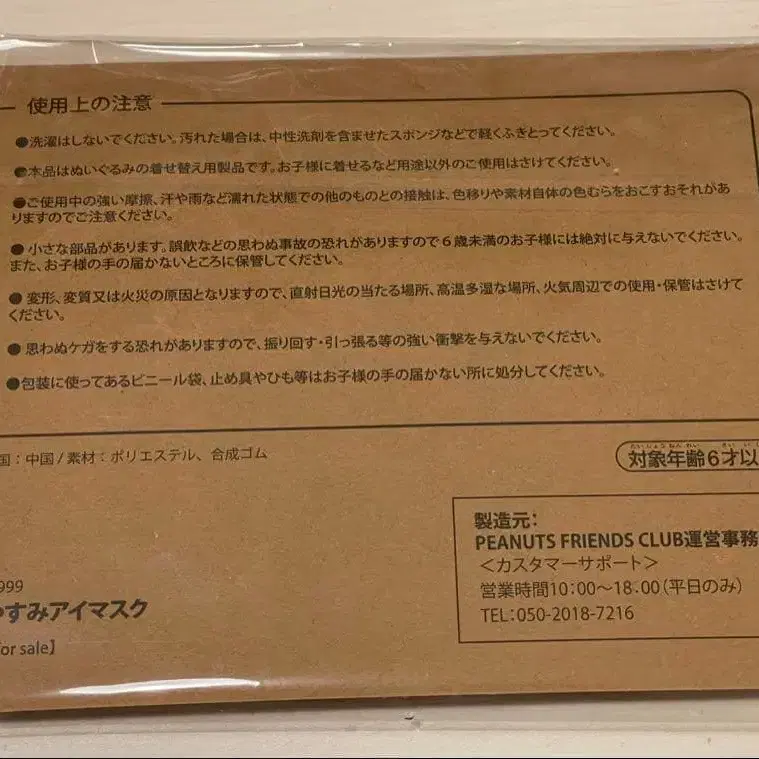 使用上の注意
●洗濯はしないでください。汚れた場合は、中性洗剤を含ませたスポンジなどで軽くふきとってください。
●本品はぬいぐるみの着せ替え用製品です。お子様に着せるなど用途以外のご使用はさけてください。
●ご使用中の強い摩擦、汗や雨など濡れた状態での他のものとの接触は、色移りや素材自体の色むらをおこすおそれがあ
りますのでご注意ください。
● 小さな部品があります。誤飲などの思わぬ事故の恐れがありますので6歳未満のお子様には絶対に与えないでください。
また、お子様の手の届かないところに保管してください。
● 変形、変質又は火災の原因となりますので、直射日光の当たる場所、高温多湿な場所、火気周辺での使用・保管はさけて
ください。
● 思わぬケガをする恐れがありますので、振り回す・引っ張る等の強い衝撃を与えないでください。
●包装に使ってあるビニール袋、止め具やひも等はお子様の手の届かない所に処分してください。
国：中国 / 素材：ポリエステル、合成ゴム
対象年齢6才以
製造元：
PEANUTS FRIENDS CLUB運営事務
＜カスタマーサポート＞
営業時間10：00～18：00（平日のみ）
TEL：050-2018-7216
999
すみアイマスク
for sale】